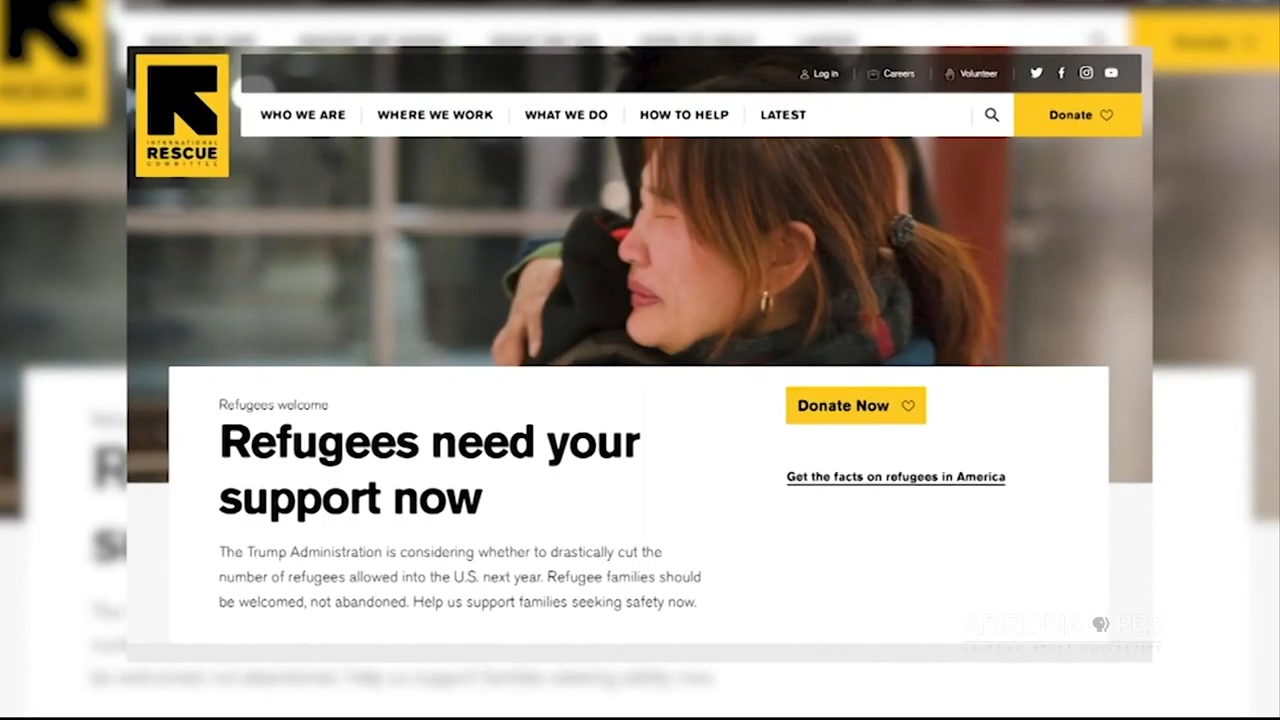 Log in
Careers
Volunteer
INTERNATIONAL
RESCUE
COMMITTEE
WHO WE ARE
WHERE WE WORK
WHAT WE DO
HOW TO HELP
LATEST
Donate
Refugees welcome
Refugees need your
support now
The Trump Administration is considering whether to drastically cut the
number of refugees allowed into the U.S. next year. Refugee families should
be welcomed, not abandoned. Help us support families seeking safety now.
Donate Now
Get the facts on refugees in America
ARIZONA PBS